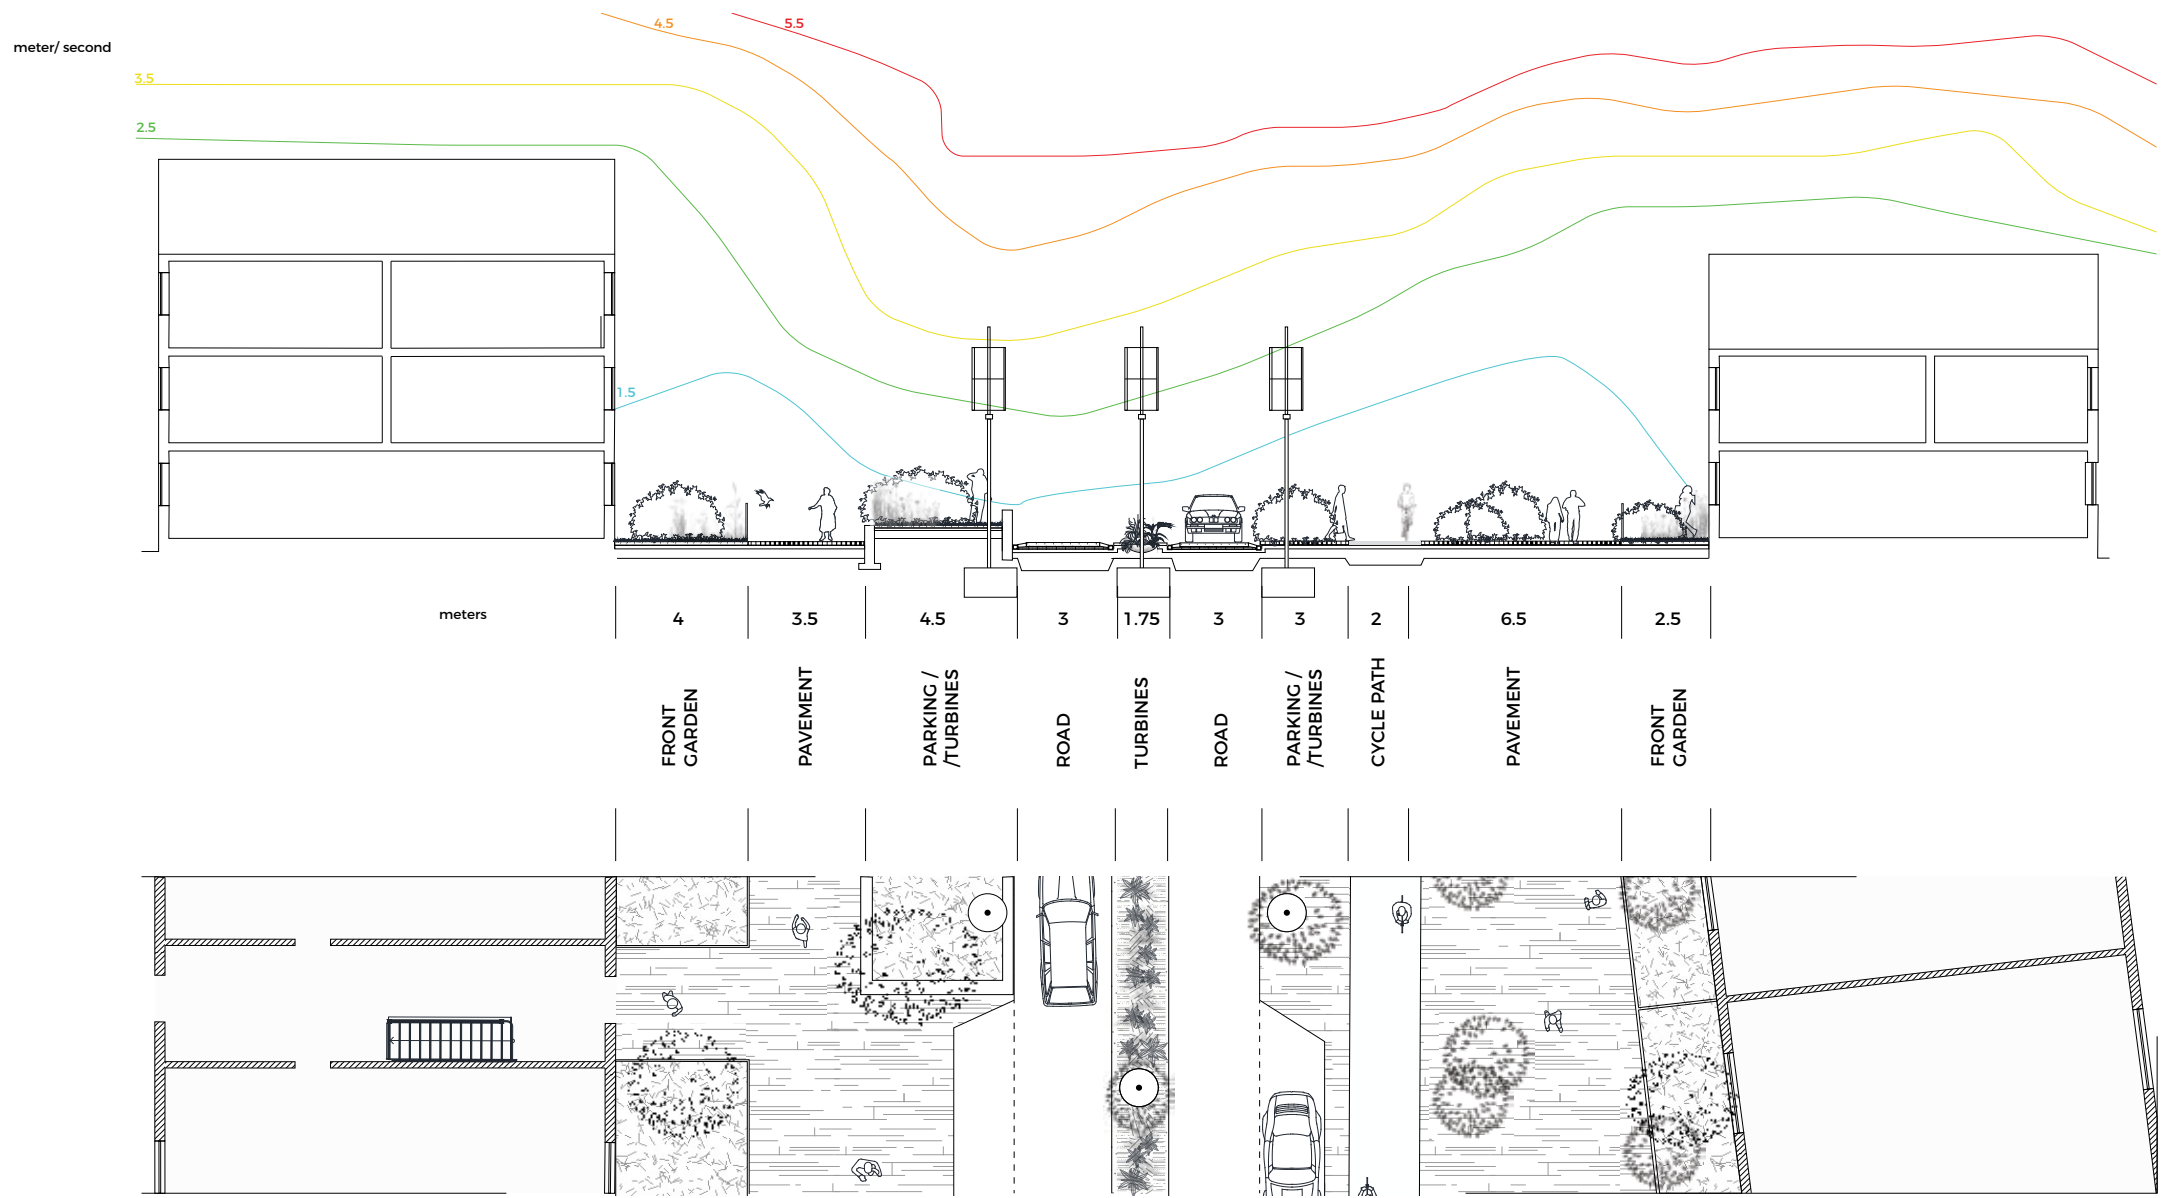 4.5
5.5
meter/ second
3.5
2.5
1.5
meters
4
3.5
4.5
3
1.75
3
3
2
6.5
2.5
FRONT
GARDEN
PAVEMENT
PARKING /
/TURBINES
ROAD
TURBINES
ROAD
PARKING /
/TURBINES
CYCLE PATH
PAVEMENT
FRONT
GARDEN